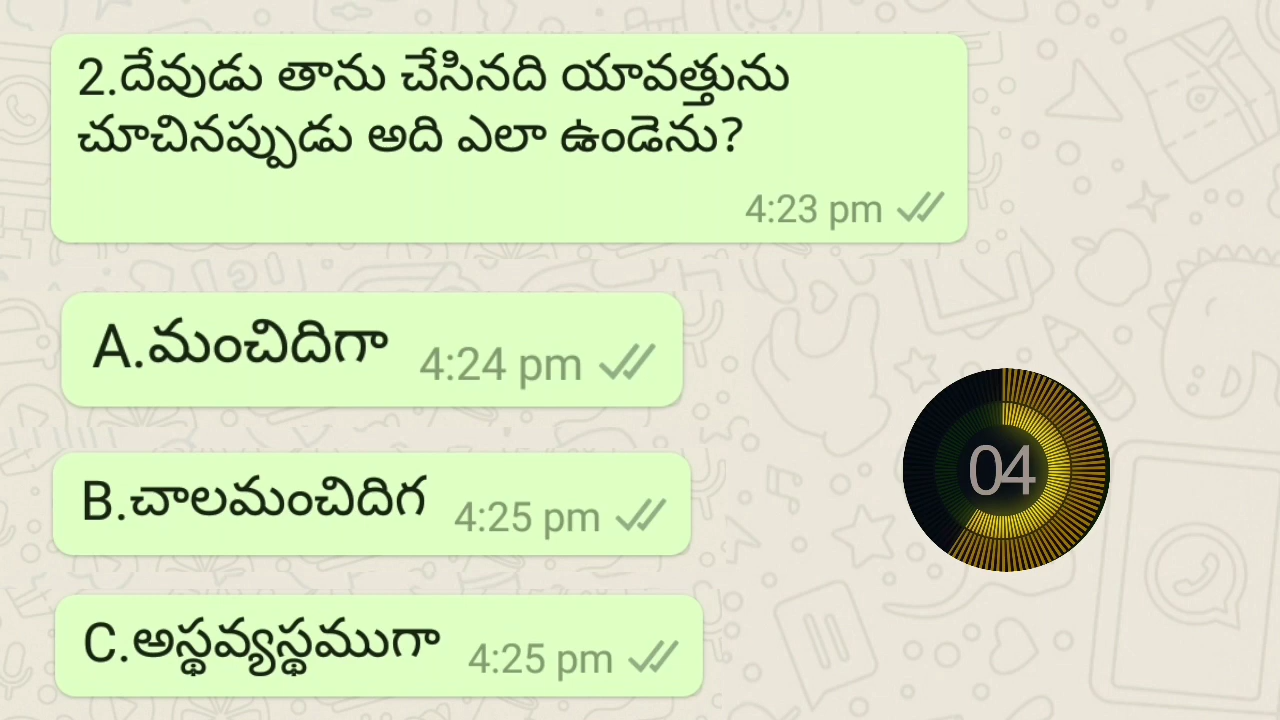 2.దేవుడు తాను చేసినది యావత్తును
చూచినప్పుడు అది ఎలా ఉండెను?
4:23 pm
A.మంచిదిగా 4:24 pm
B.చాలమంచిదిగ 4:25 pm
C.అస్థవ్యస్థముగా 4:25 pm
04